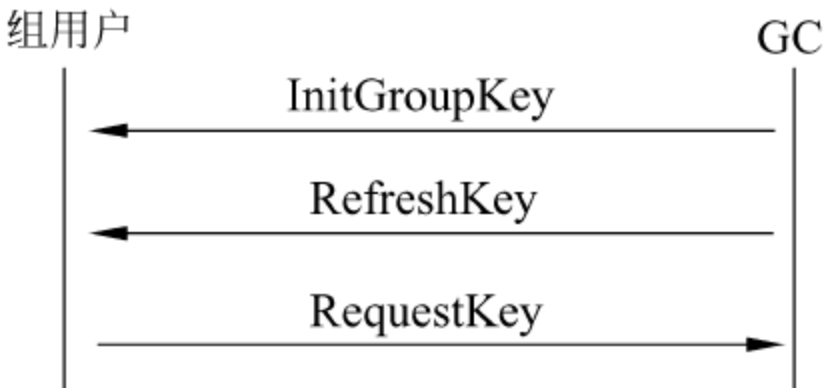 组用户
GC
InitGroupKey
RefreshKey
RequestKey